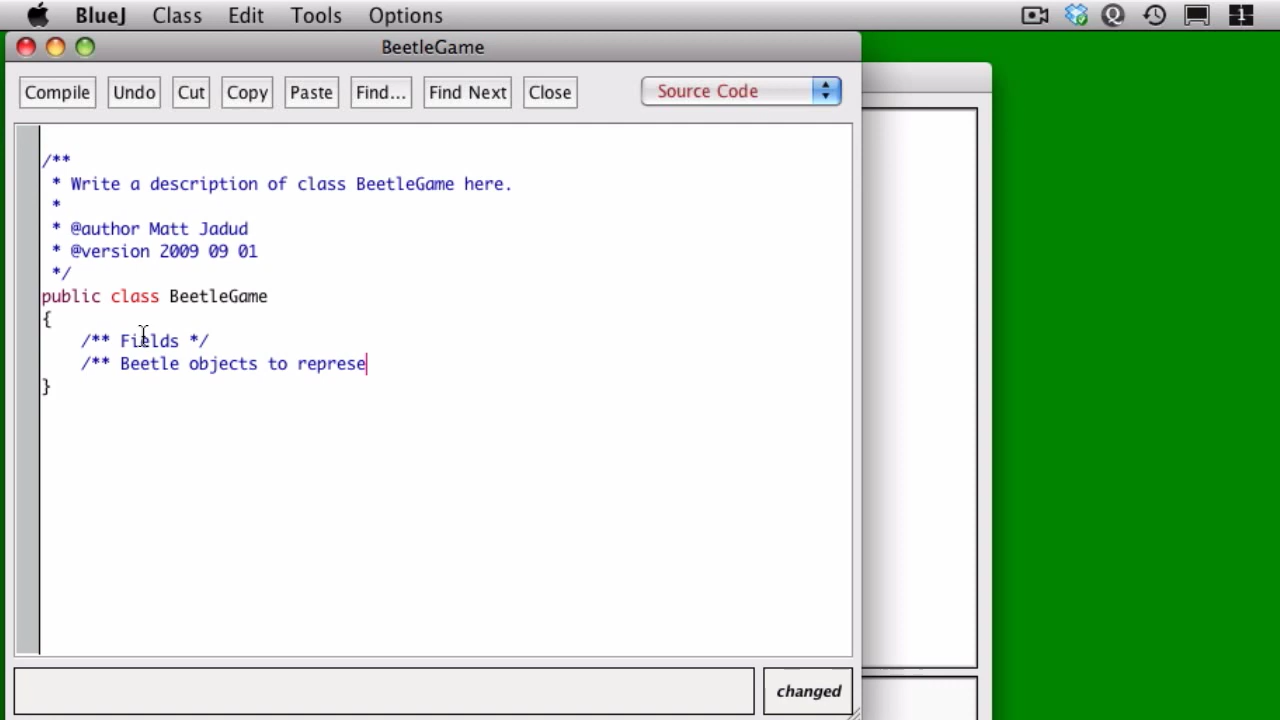 BlueJ Class Edit Tools Options
BeetleGame
Compile Undo Cut Copy Paste Find... Find Next Close Source Code
/**
* Write a description of class BeetleGame here.
*
* @author Matt Jadud
* @version 2009 09 01
*/
public class BeetleGame
{
/** Fields */
/** Beetle objects to represe
}
changed